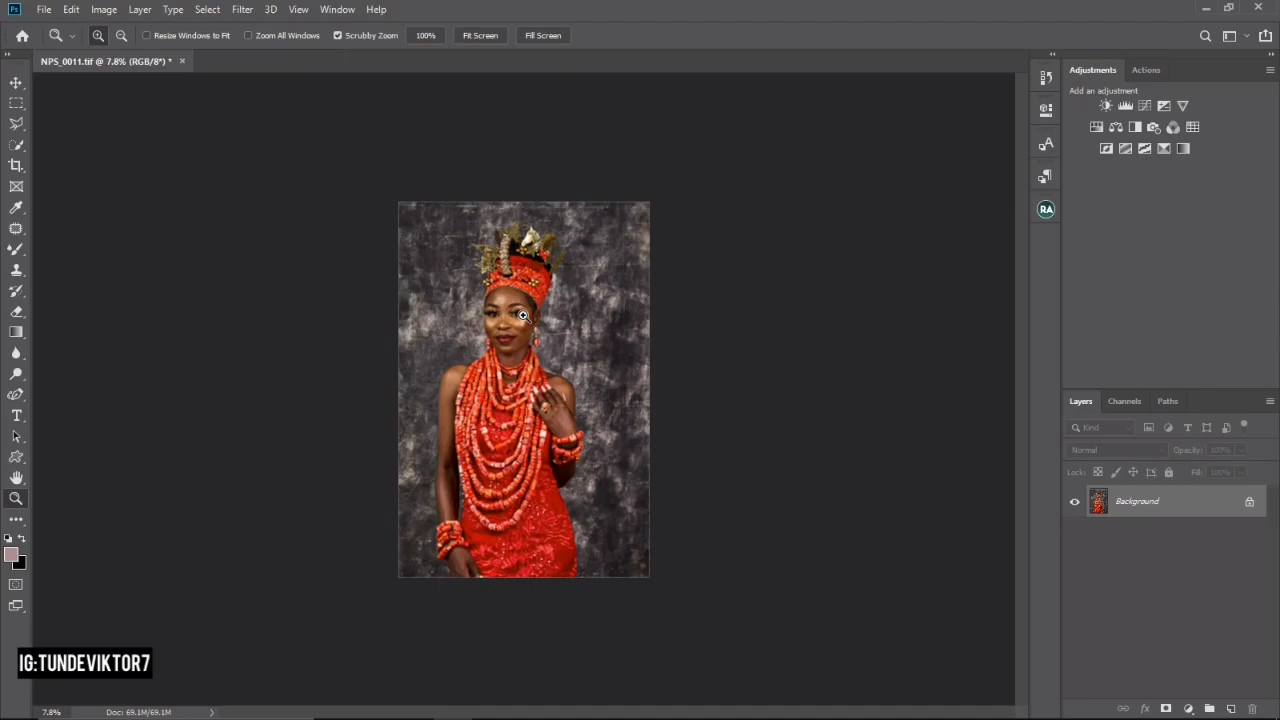 Ps File Edit Image Layer Type Select Filter 3D View Window Help
Resize Windows to Fit Zoom All Windows Scrubby Zoom 100% Fit Screen Fill Screen
NPS_0011.tif @ 7.8% (RGB/8*) * ×
Adjustments Actions
Add an adjustment
RA
Layers Channels Paths
Kind
Normal Opacity: 100%
Lock: Fill: 100%
Background
IG:TUNDEVIKTOR7
7.8% Doc: 69.1M/69.1M